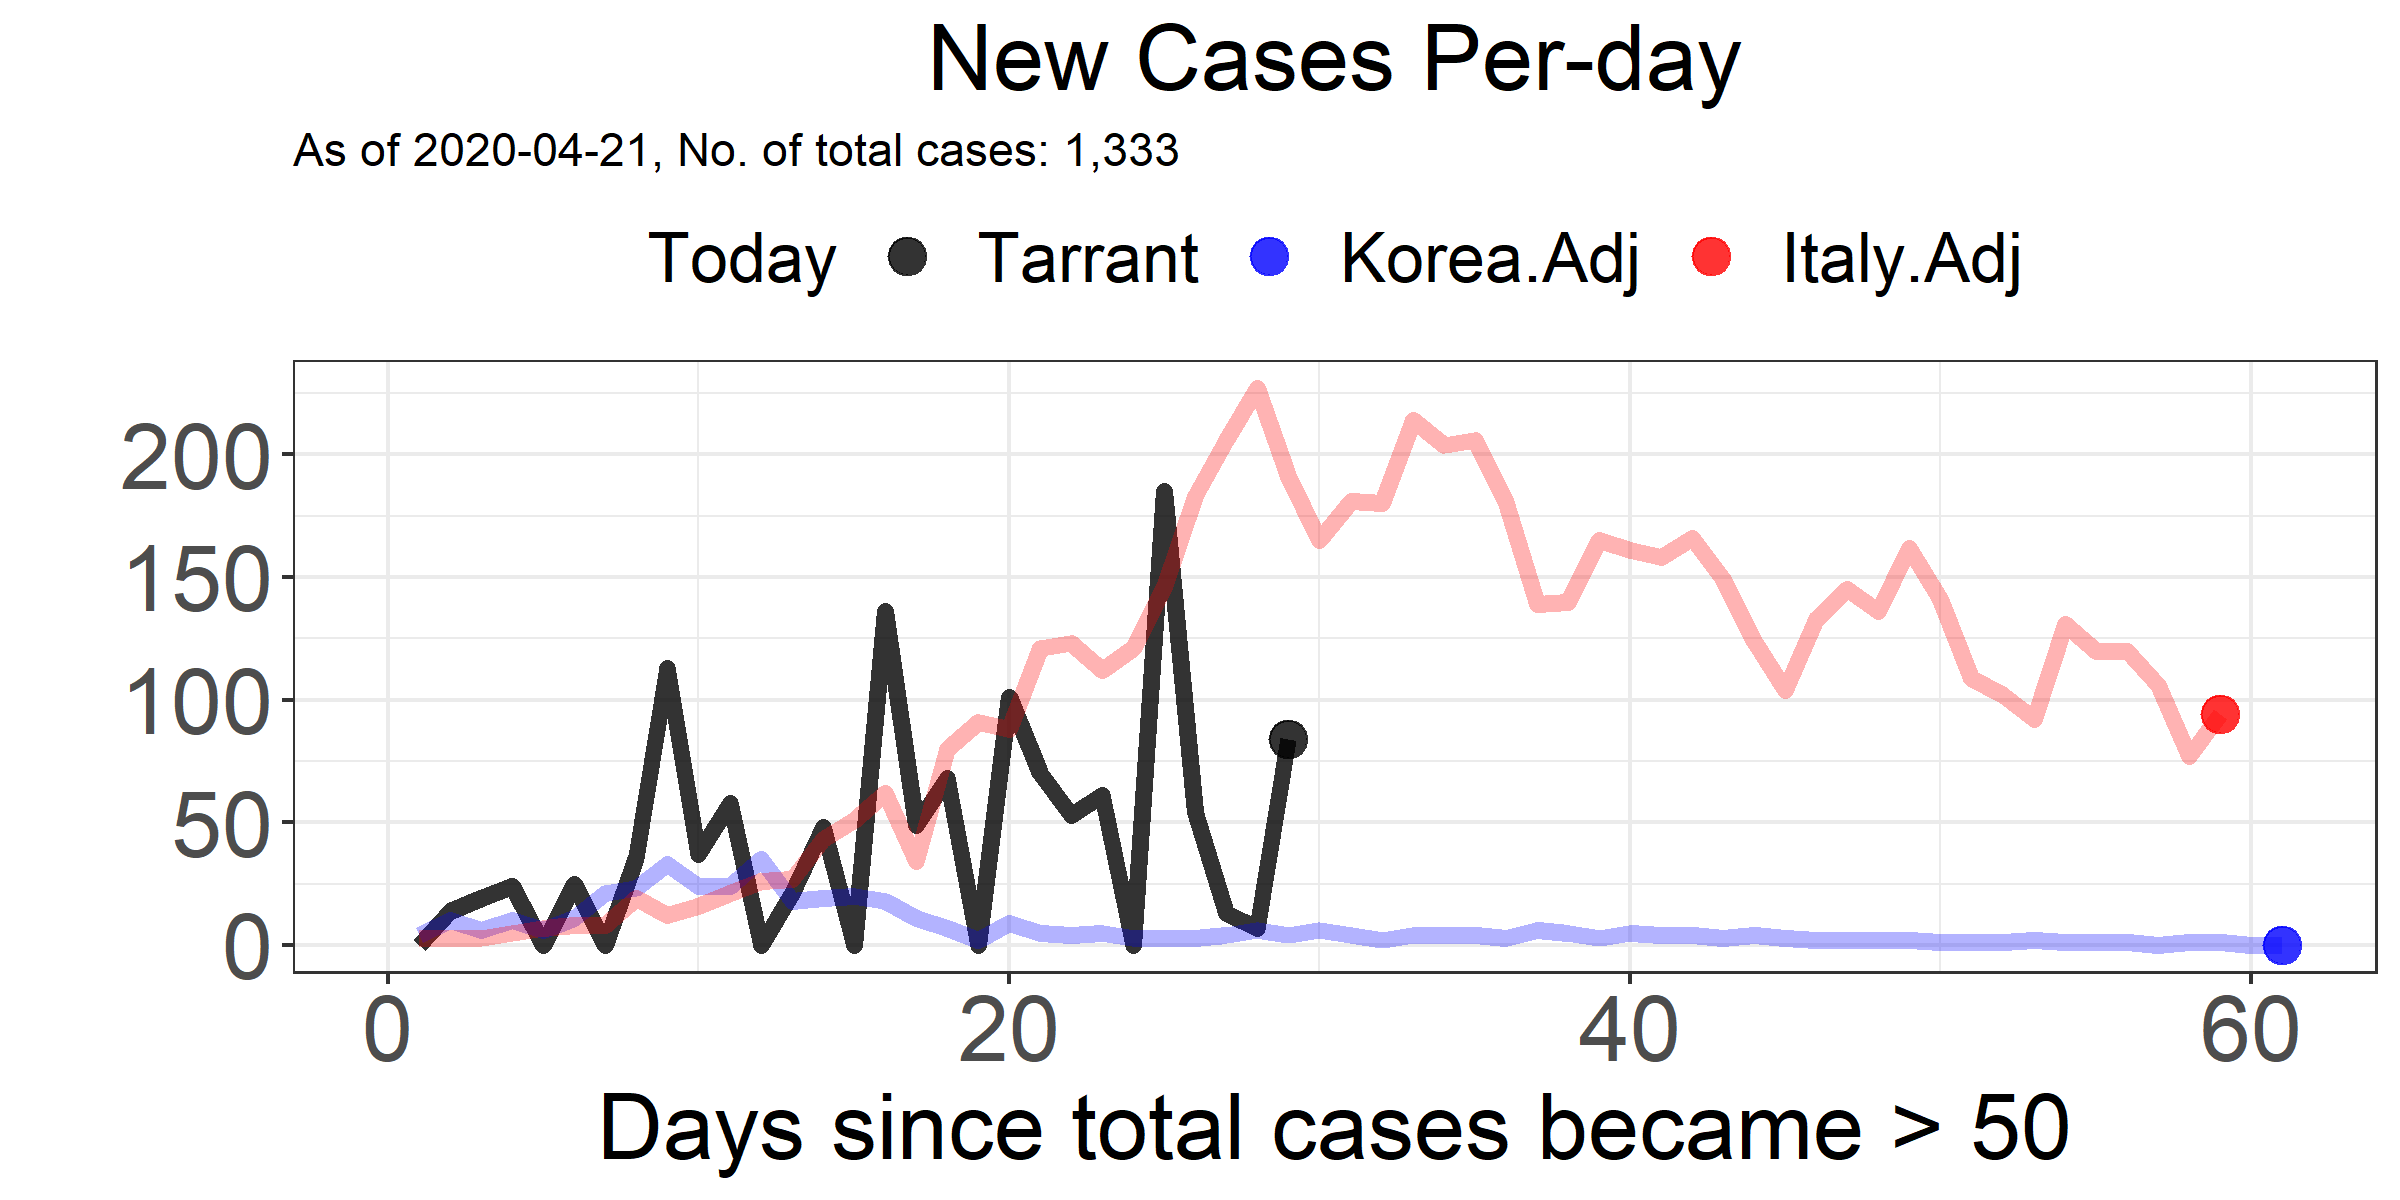 New Cases Per-day
As of 2020-04-21, No. of total cases: 1,333
Today Tarrant Korea.Adj Italy.Adj
200
150
100
50
0
0 20 40 60
Days since total cases became > 50